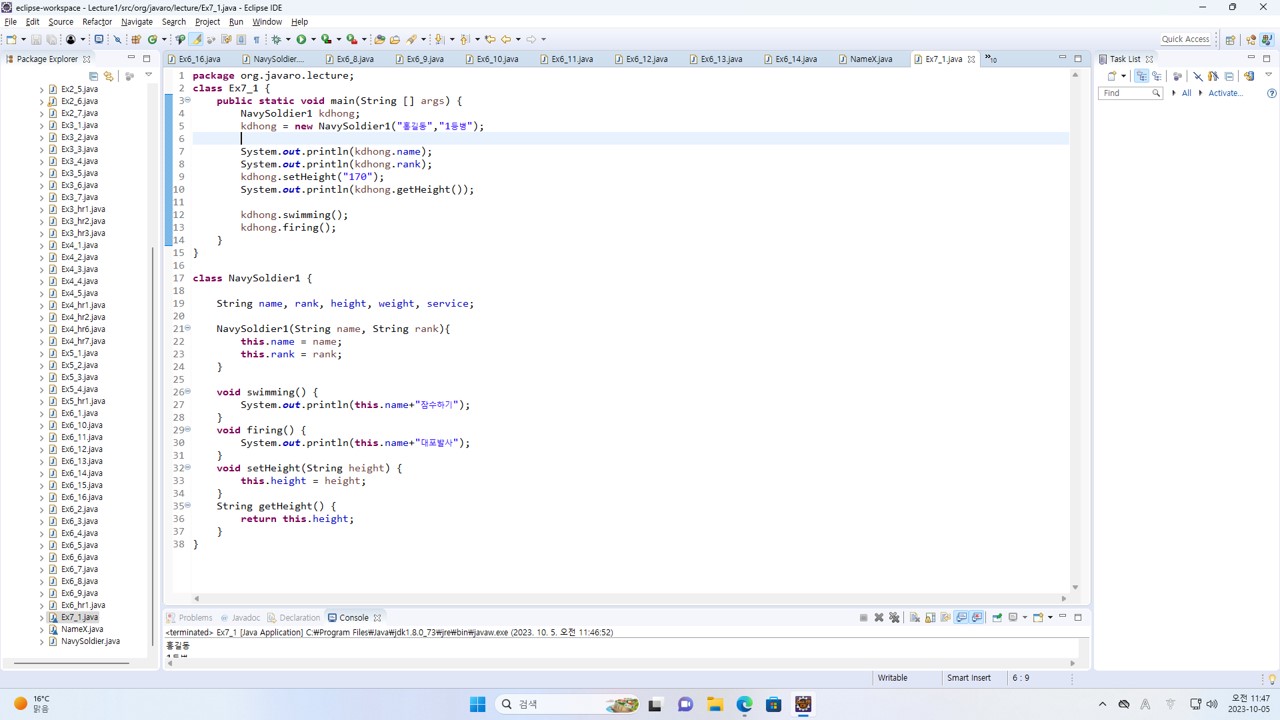 eclipse-workspace - Lecture1/src/org/javaro/lecture/Ex7_1.java - Eclipse IDE
File Edit Source Refactor Navigate Search Project Run Window Help
Quick Access
Package Explorer
Ex6_16.java NavySoldier.... Ex6_8.java Ex6_9.java Ex6_10.java Ex6_11.java Ex6_12.java Ex6_13.java Ex6_14.java NameX.java Ex7_1.java »10
Task List
Find All Activate...
Ex2_5.java
Ex2_6.java
Ex2_7.java
Ex3_1.java
Ex3_2.java
Ex3_3.java
Ex3_4.java
Ex3_5.java
Ex3_6.java
Ex3_7.java
Ex3_hr1.java
Ex3_hr2.java
Ex3_hr3.java
Ex4_1.java
Ex4_2.java
Ex4_3.java
Ex4_4.java
Ex4_5.java
Ex4_hr1.java
Ex4_hr2.java
Ex4_hr6.java
Ex4_hr7.java
Ex5_1.java
Ex5_2.java
Ex5_3.java
Ex5_4.java
Ex5_hr1.java
Ex6_1.java
Ex6_10.java
Ex6_11.java
Ex6_12.java
Ex6_13.java
Ex6_14.java
Ex6_15.java
Ex6_16.java
Ex6_2.java
Ex6_3.java
Ex6_4.java
Ex6_5.java
Ex6_6.java
Ex6_7.java
Ex6_8.java
Ex6_9.java
Ex6_hr1.java
Ex7_1.java
NameX.java
NavySoldier.java
1 package org.javaro.lecture;
2 class Ex7_1 {
3 public static void main(String [] args) {
4 NavySoldier1 kdhong;
5 kdhong = new NavySoldier1("홍길동","1등병");
6
7 System.out.println(kdhong.name);
8 System.out.println(kdhong.rank);
9 kdhong.setHeight("170");
10 System.out.println(kdhong.getHeight());
11
12 kdhong.swimming();
13 kdhong.firing();
14 }
15 }
16
17 class NavySoldier1 {
18
19 String name, rank, height, weight, service;
20
21 NavySoldier1(String name, String rank){
22 this.name = name;
23 this.rank = rank;
24 }
25
26 void swimming() {
27 System.out.println(this.name+"잠수하기");
28 }
29 void firing() {
30 System.out.println(this.name+"대포발사");
31 }
32 void setHeight(String height) {
33 this.height = height;
34 }
35 String getHeight() {
36 return this.height;
37 }
38 }
Problems Javadoc Declaration Console
<terminated> Ex7_1 [Java Application] C:₩Program Files₩Java₩jdk1.8.0_73₩jre₩bin₩javaw.exe (2023. 10. 5. 오전 11:46:52)
홍길동
1등병
Writable Smart Insert 6 : 9
16°C
맑음
검색
오전 11:47
2023-10-05